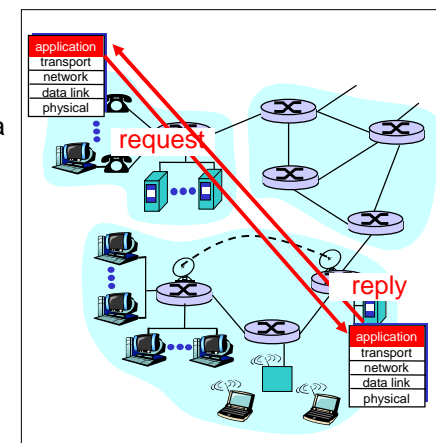 application
transport
network
data link
physical
a
request
reply
application
transport
network
data link
physical